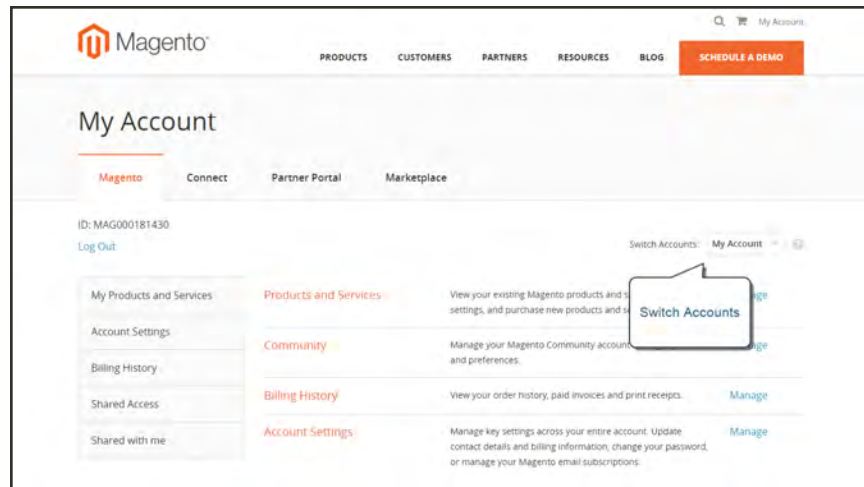 My Account
Magento
PRODUCTS CUSTOMERS PARTNERS RESOURCES BLOG SCHEDULE A DEMO
My Account
Magento Connect Partner Portal Marketplace
ID: MAG000181430
Log Out
Switch Accounts: My Account
Switch Accounts
My Products and Services
Account Settings
Billing History
Shared Access
Shared with me
Products and Services
View your existing Magento products and
settings, and purchase new products and
Community
Manage your Magento Community account
and preferences.
Billing History
View your order history, paid invoices and print receipts.
Manage
Account Settings
Manage key settings across your entire account. Update
contact details and billing information, change your password,
or manage your Magento email subscriptions.
Manage